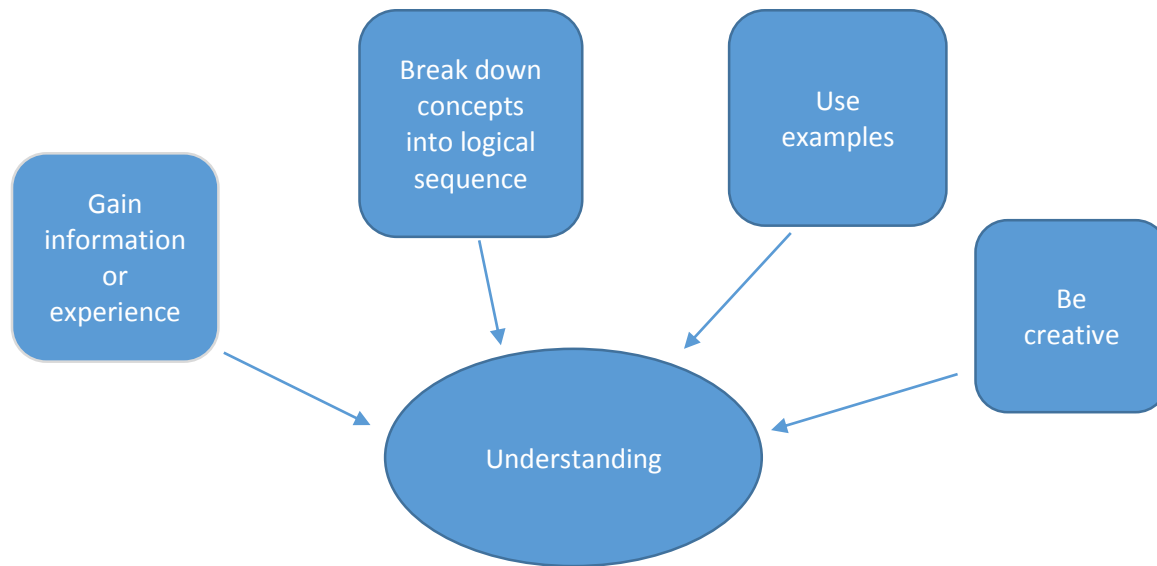 Gain
information
or
experience
Break down
concepts
into logical
sequence
Use
examples
Be
creative
Understanding